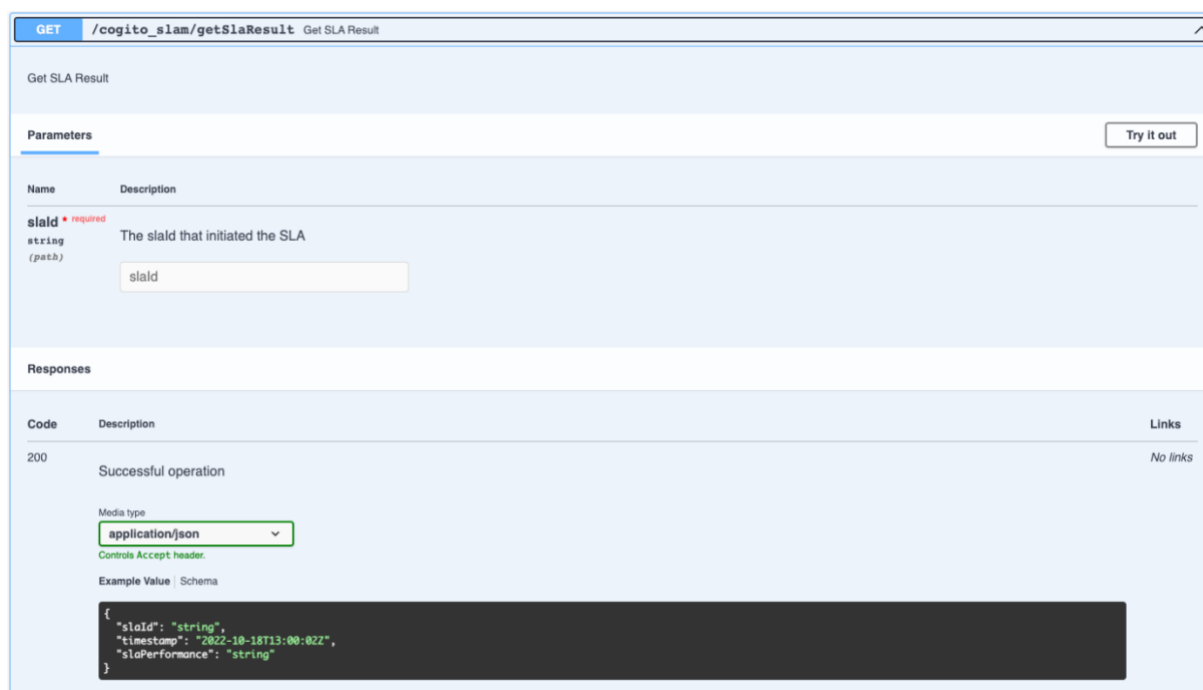 GET /cogito_slam/getSlaResult Get SLA Result
Get SLA Result
Parameters
Try it out
Name Description
slaId * required
string
(path)
The slaId that initiated the SLA
slaId
Responses
Code Description Links
200 Successful operation No links
Media type
application/json
Controls Accept header.
Example Value | Schema
{
"slaId": "string",
"timestamp": "2022-10-18T13:00:02Z",
"slaPerformance": "string"
}